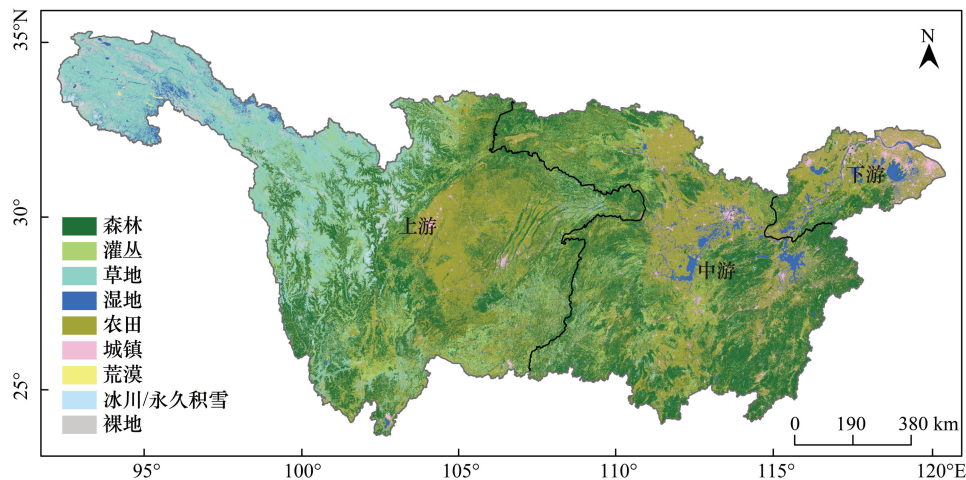 35°N
30°
25°
N
上游
中游
下游
森林
灌丛
草地
湿地
农田
城镇
荒漠
冰川/永久积雪
裸地
0 190 380 km
95° 100° 105° 110° 115° 120°E